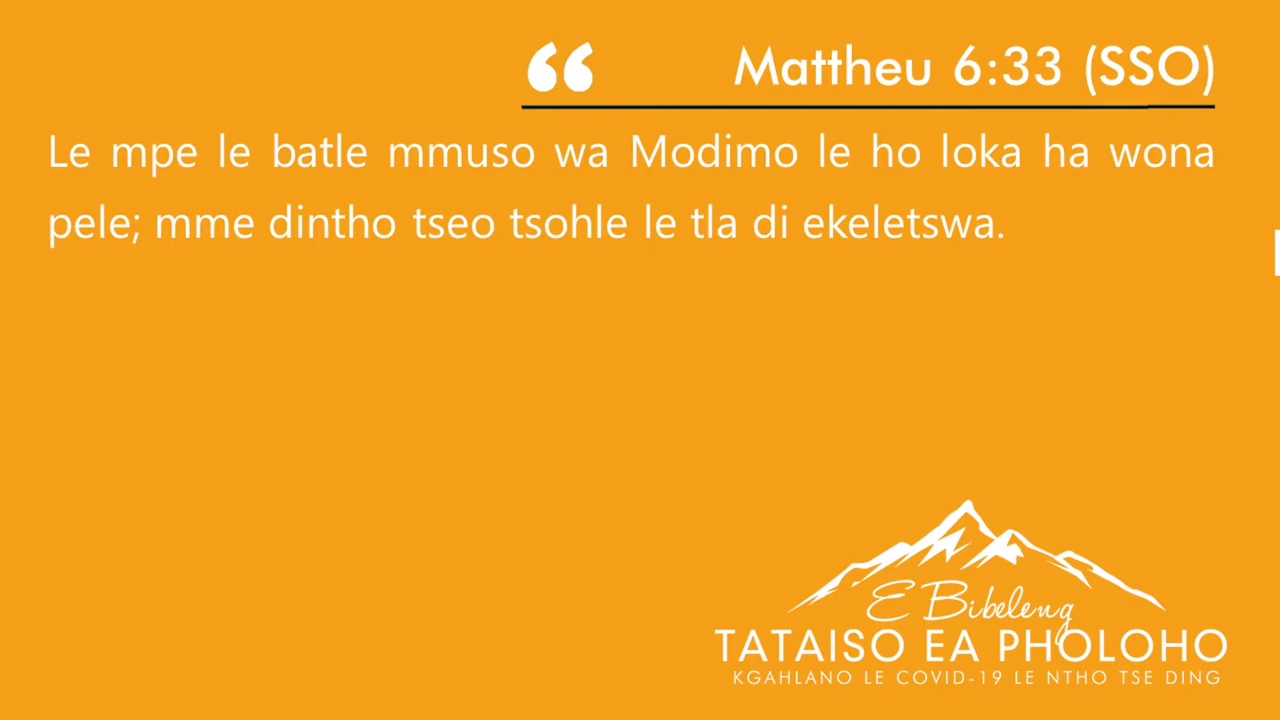 “ Mattheu 6:33 (SSO)
Le mpe le batle mmuso wa Modimo le ho loka ha wona
pele; mme dintho tseo tsohle le tla di ekeletswa.
E Bibeleng
TATAISO EA PHOLOHO
KGAHLANO LE COVID-19 LE NTHO TSE DING